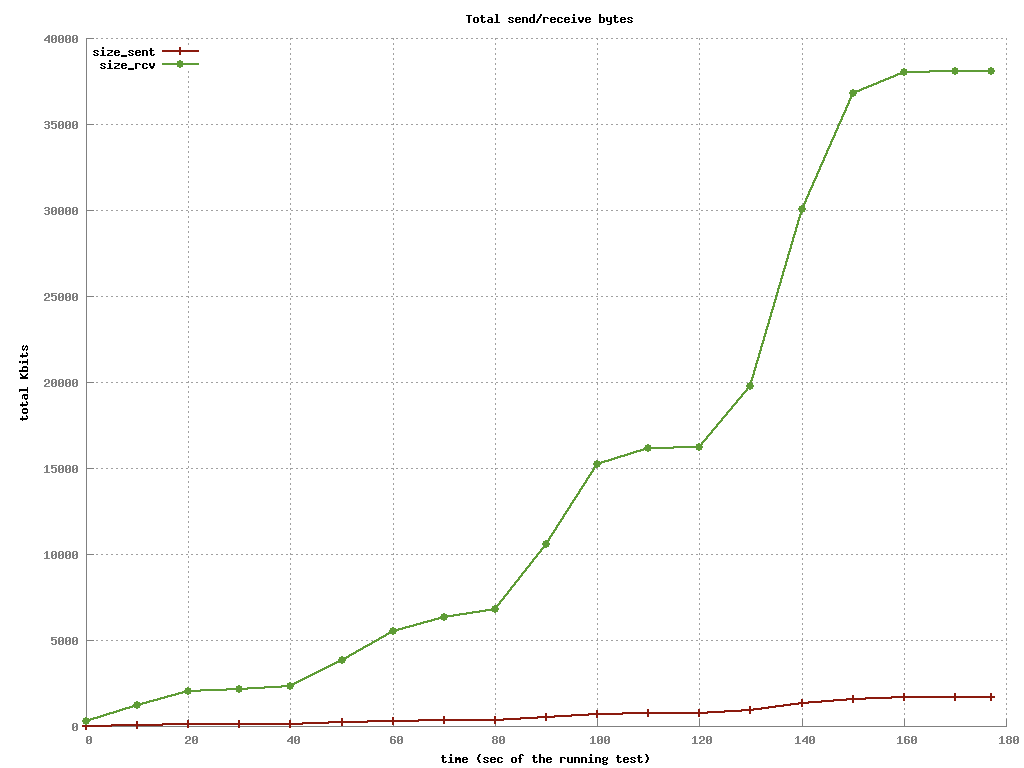 Total send/receive bytes
size_sent
size_rcv
40000
35000
30000
25000
20000
15000
10000
5000
0
total Kbits
0 20 40 60 80 100 120 140 160 180
time (sec of the running test)